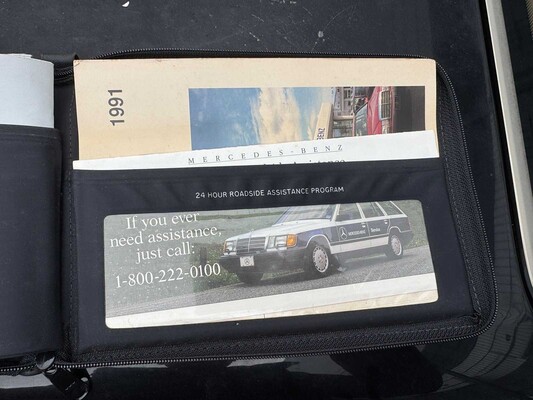 1991
MERCEDES-BENZ
24 HOUR ROADSIDE ASSISTANCE PROGRAM
If you ever
need assistance,
just call:
1-800-222-0100